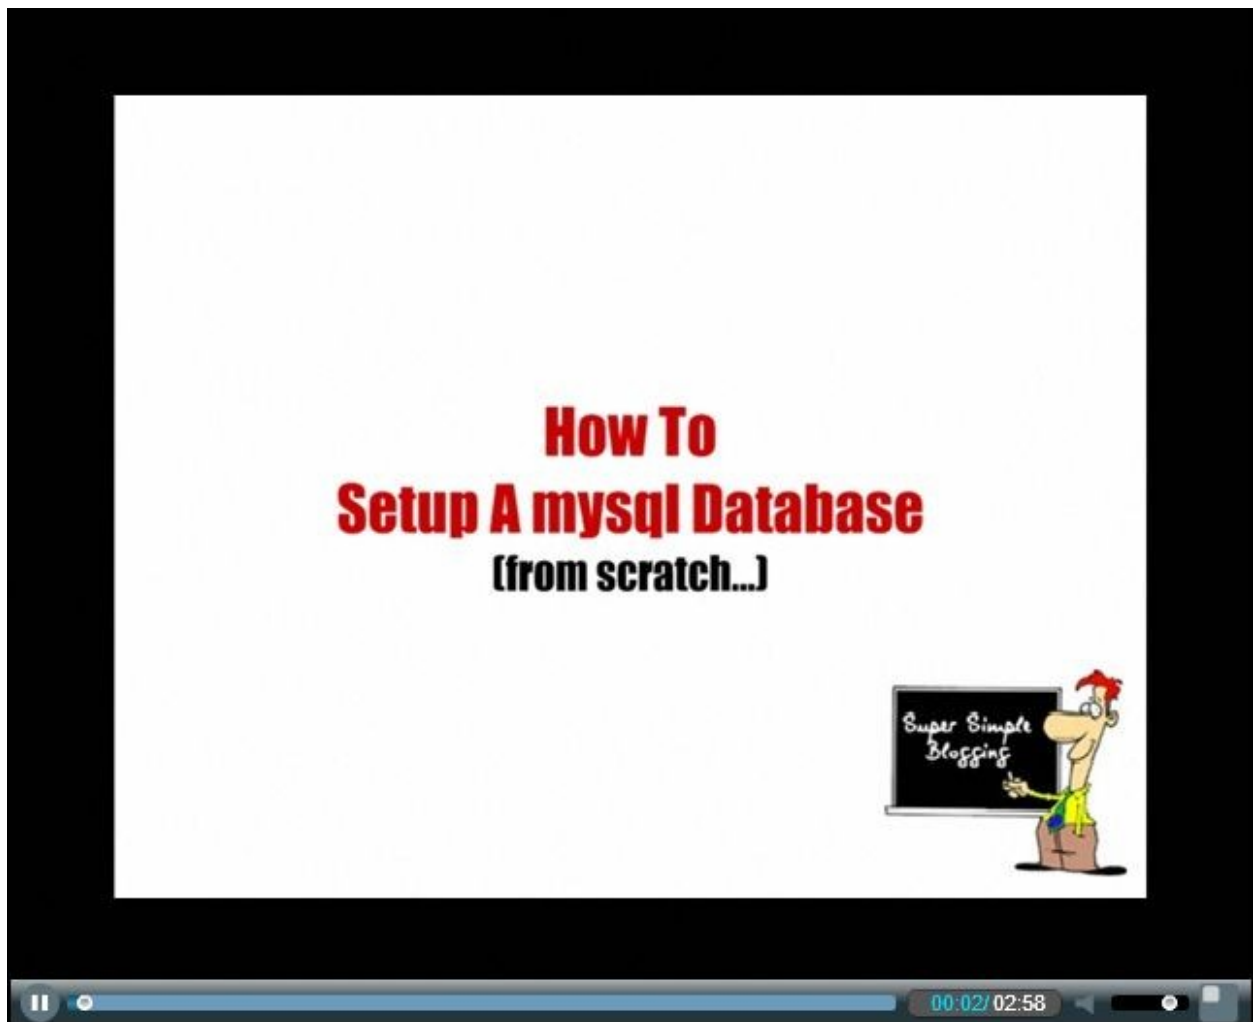 How To
Setup A mysql Database
(from scratch...)
Super Simple
Blogging
00:02/02:58